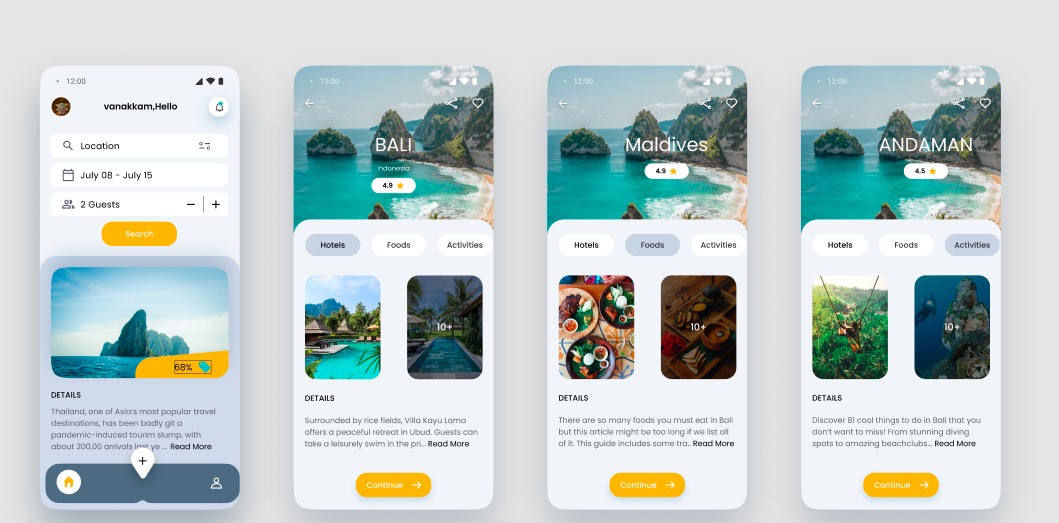 12:00
vanakkam,Hello
Location
July 08 - July 15
2 Guests
Search
68%
DETAILS
Thailand, one of Asia's most popular travel
destinations, has been badly git a
pandemic-induced tourism slump, with
about 200,00 arrivals last ye ... Read More
12:00
BALI
Indonesia
4.9
Hotels Foods Activities
10+
DETAILS
Surrounded by rice fields, Villa Kayu Lama
offers a peaceful retreat in Ubud. Guests can
take a leisurely swim in the pri... Read More
Continue
12:00
Maldives
4.9
Hotels Foods Activities
10+
DETAILS
There are so many foods you must eat in Bali
but this article might be too long if we list all
of it. This guide includes some tra.. Read More
Continue
12:00
ANDAMAN
4.5
Hotels Foods Activities
10+
DETAILS
Discover 81 cool things to do in Bali that you
don't want to miss! From stunning diving
spots to amazing beachclubs... Read More
Continue